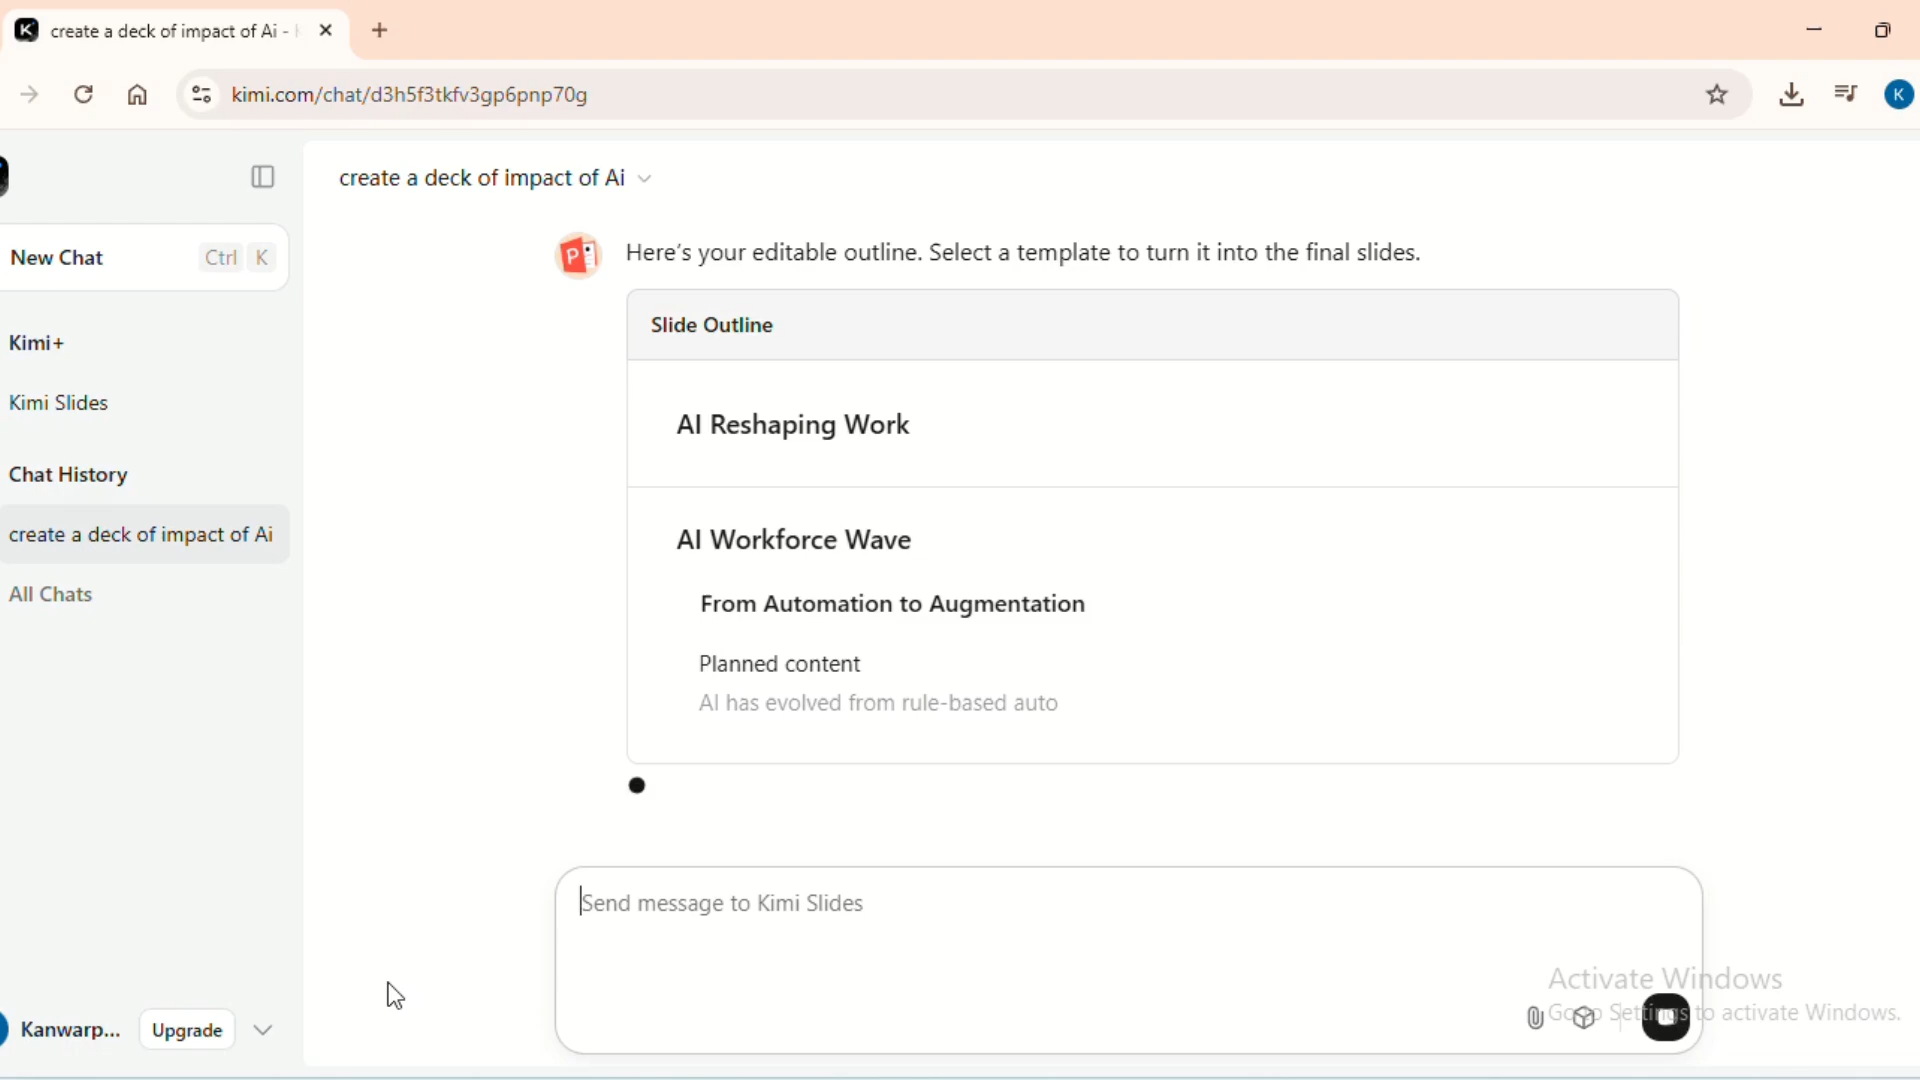 create a deck of impact of Ai -
kimi.com/chat/d3h5f3tkfv3gp6pnp70g
K
New Chat
Ctrl K
Kimi+
Kimi Slides
Chat History
create a deck of impact of Ai
All Chats
Kanwarp...
Upgrade
create a deck of impact of Ai
Here's your editable outline. Select a template to turn it into the final slides.
Slide Outline
AI Reshaping Work
AI Workforce Wave
From Automation to Augmentation
Planned content
AI has evolved from rule-based auto
Send message to Kimi Slides
Activate Windows
Go to Settings to activate Windows.